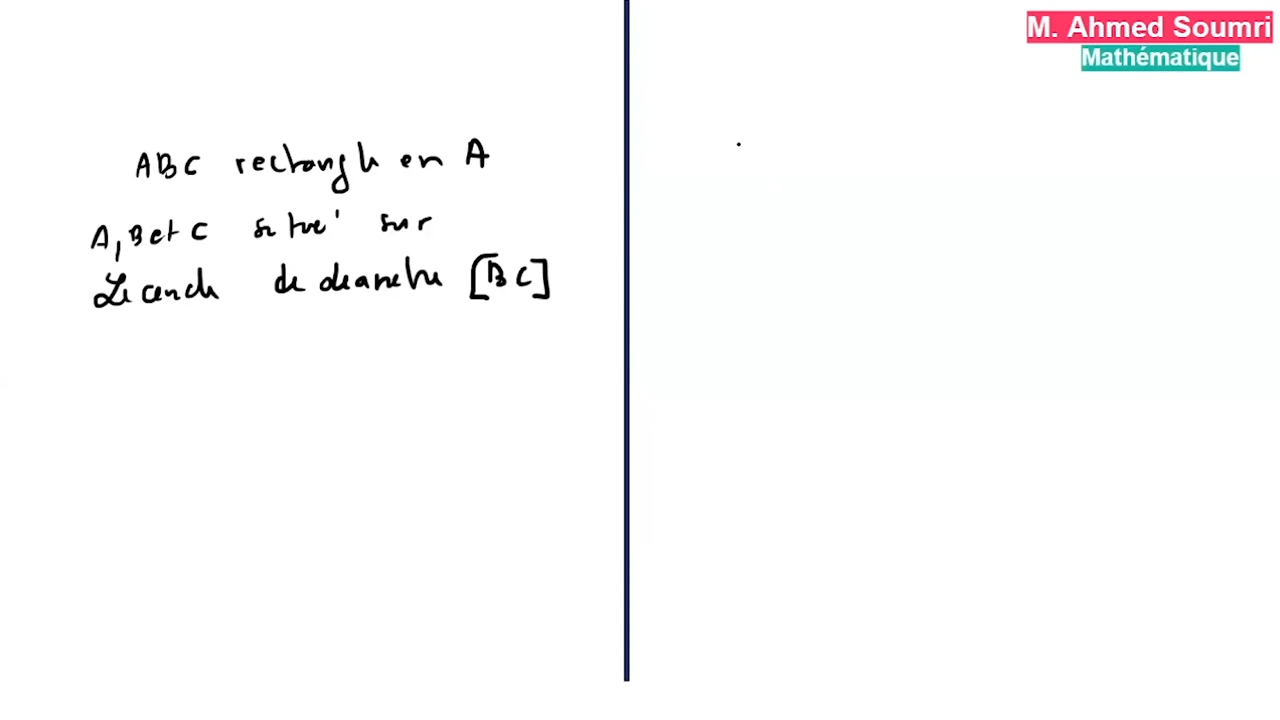 M. Ahmed Soumri
Mathématique
ABC rectangle en A
A, B et C situé sur
Le cercle de diamètre [BC]